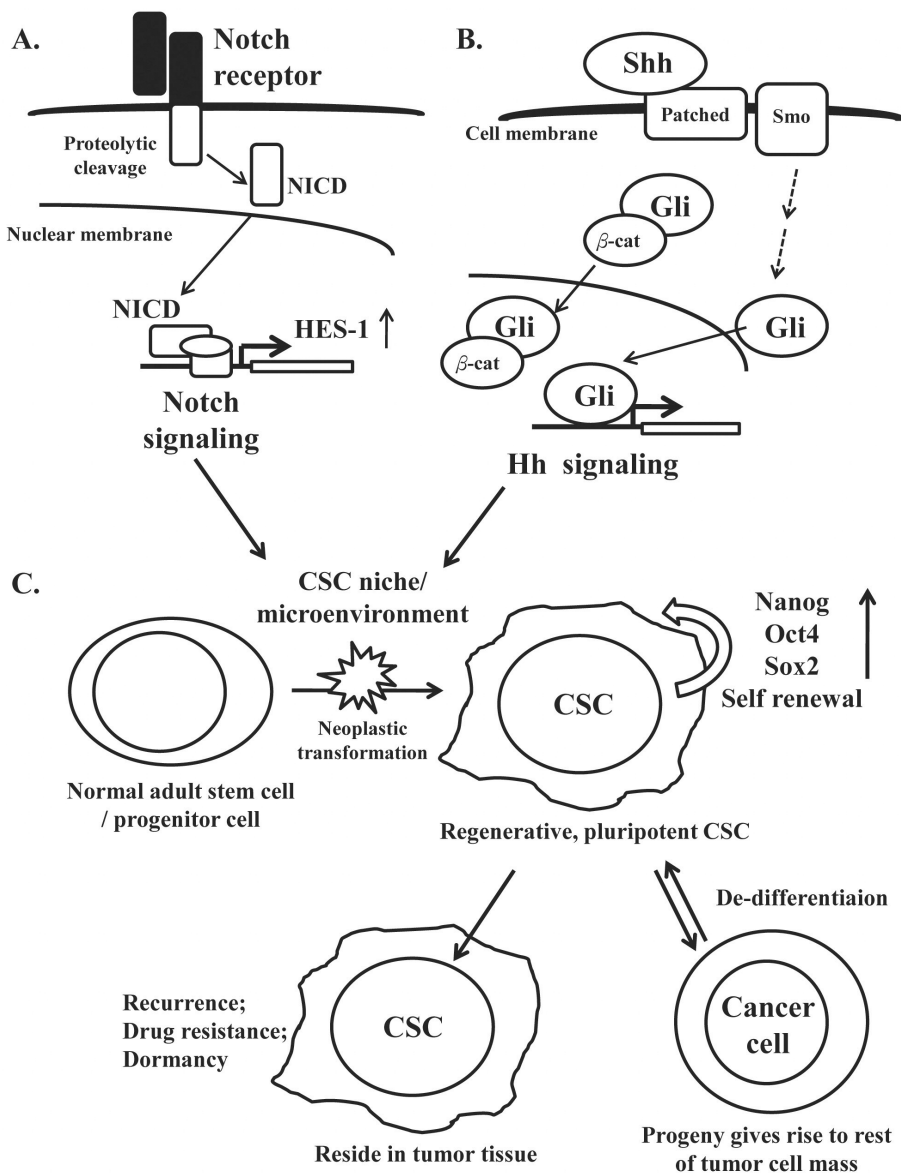 A.
Notch
receptor
Proteolytic
cleavage
NICD
Nuclear membrane
NICD
HES-1
Notch
signaling
B.
Shh
Patched
Smo
Cell membrane
Gli
β-cat
Gli
β-cat
Gli
Gli
Hh signaling
C.
CSC niche/
microenvironment
Neoplastic
transformation
Normal adult stem cell
/ progenitor cell
CSC
Nanog
Oct4
Sox2
Self renewal
Regenerative, pluripotent CSC
De-differentiaion
Recurrence;
Drug resistance;
Dormancy
CSC
Reside in tumor tissue
Cancer
cell
Progeny gives rise to rest
of tumor cell mass